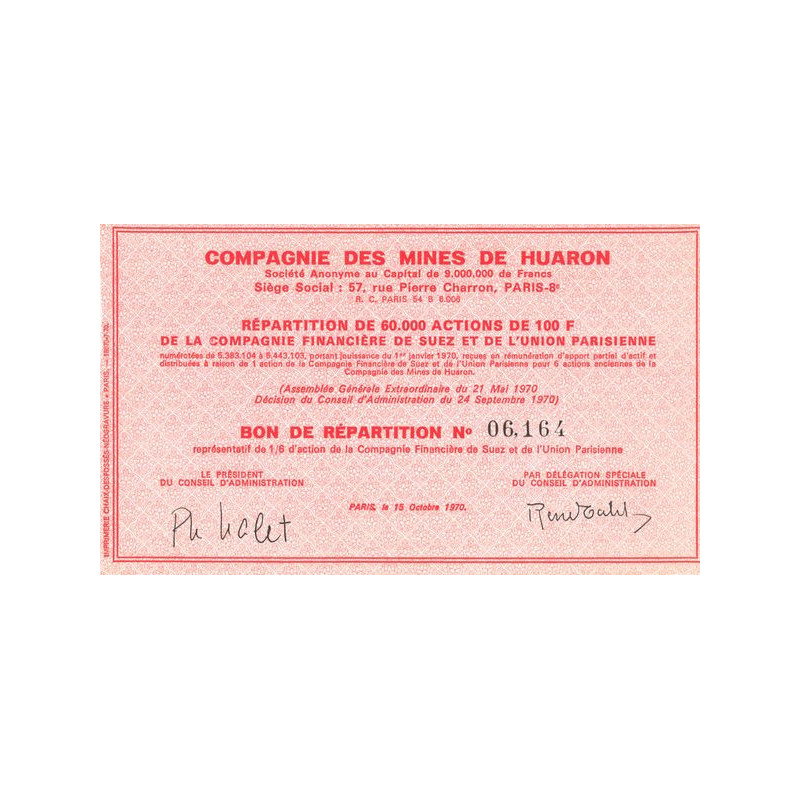 COMPAGNIE DES MINES DE HUARON
Société Anonyme au Capital de 9.000.000 de Francs
Siège Social : 57, rue Pierre Charron, PARIS-8e
R. C. PARIS 54 B 6.006
RÉPARTITION DE 60.000 ACTIONS DE 100 F
DE LA COMPAGNIE FINANCIÈRE DE SUEZ ET DE L'UNION PARISIENNE
numérotées de 5.383.104 à 5.443.103, portant jouissance du 1er janvier 1970, reçues en rémunération d'apport partiel d'actif et
distribuées à raison de 1 action de la Compagnie Financière de Suez et de l'Union Parisienne pour 6 actions anciennes de la
Compagnie des Mines de Huaron.
(Assemblée Générale Extraordinaire du 21 Mai 1970
Décision du Conseil d'Administration du 24 Septembre 1970)
BON DE RÉPARTITION No 06,164
représentatif de 1/6 d'action de la Compagnie Financière de Suez et de l'Union Parisienne
LE PRÉSIDENT
DU CONSEIL D'ADMINISTRATION
PAR DÉLÉGATION SPÉCIALE
DU CONSEIL D'ADMINISTRATION
PARIS, le 15 Octobre 1970.
IMPRIMERIE CHAIX-DESFOSSÉS-NÉOGRAVURE • PARIS.